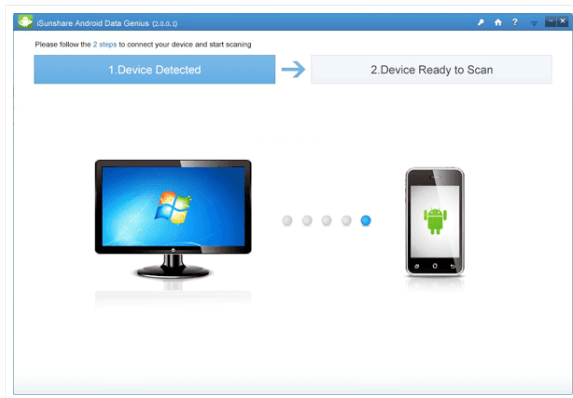 iSunshare Android Data Genius (2.0.0.1)
?
Please follow the 2 steps to connect your device and start scaning
1.Device Detected
2.Device Ready to Scan